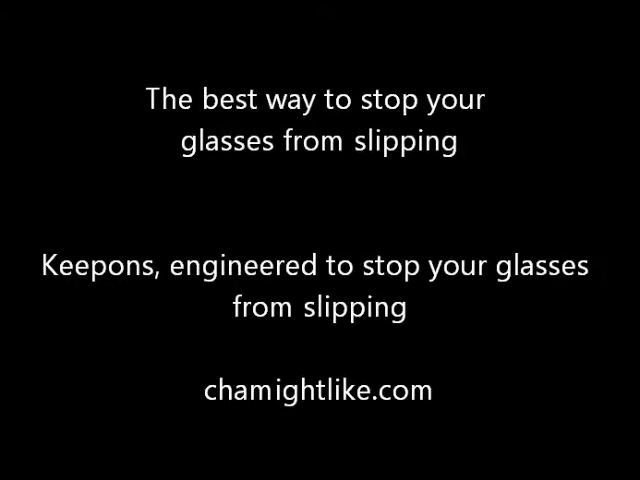 The best way to stop your
glasses from slipping
Keepons, engineered to stop your glasses
from slipping
chamightlike.com